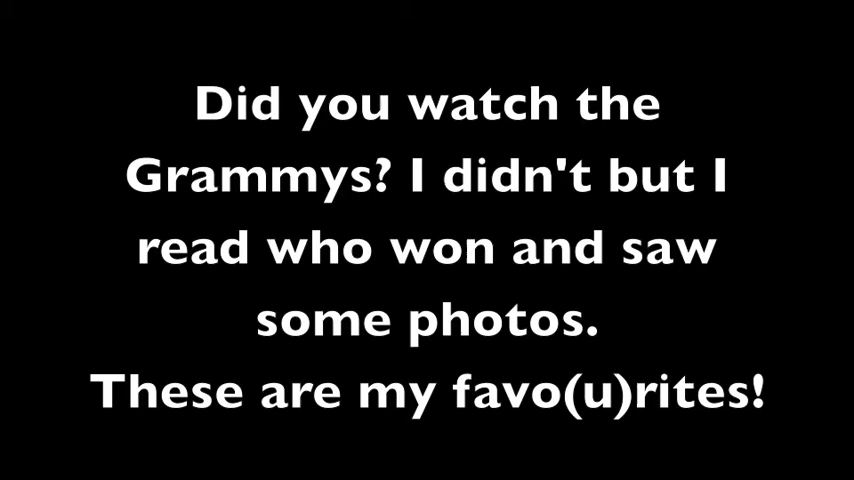 Did you watch the
Grammys? I didn't but I
read who won and saw
some photos.
These are my favo(u)rites!